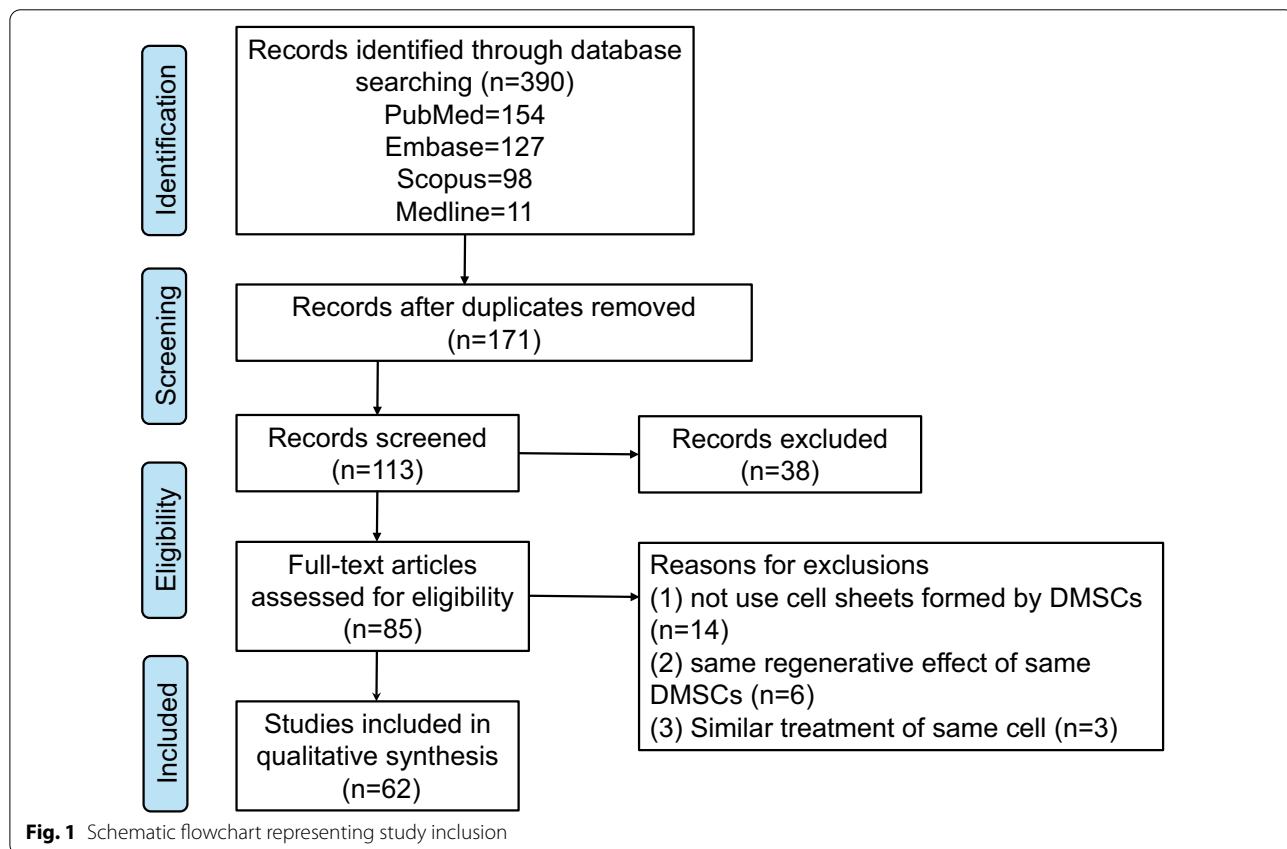 Identification
Records identified through database
searching (n=390)
PubMed=154
Embase=127
Scopus=98
Medline=11
Screening
Records after duplicates removed
(n=171)
Records screened
(n=113)
Records excluded
(n=38)
Eligibility
Full-text articles
assessed for eligibility
(n=85)
Reasons for exclusions
(1) not use cell sheets formed by DMSCs
(n=14)
(2) same regenerative effect of same
DMSCs (n=6)
(3) Similar treatment of same cell (n=3)
Included
Studies included in
qualitative synthesis
(n=62)
Fig. 1 Schematic flowchart representing study inclusion